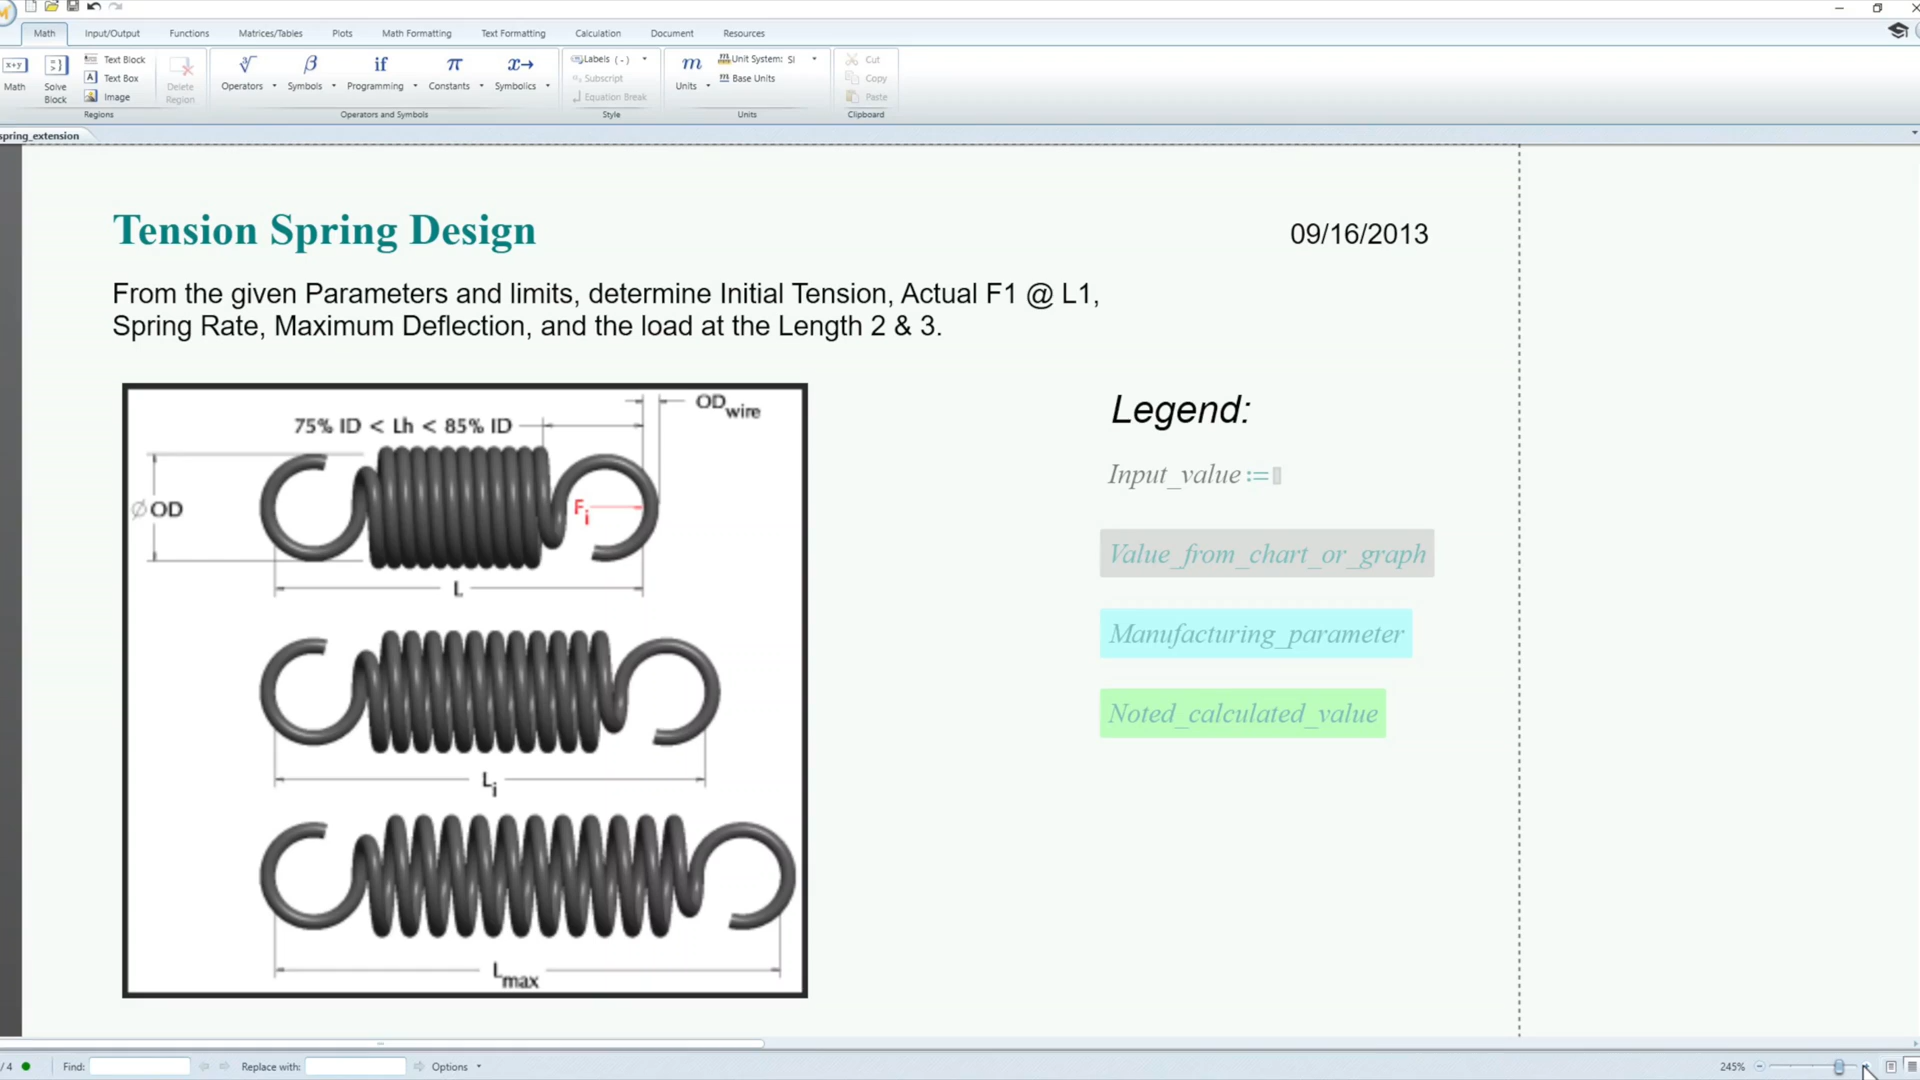 Math
Input/Output
Functions
Matrices/Tables
Plots
Math Formatting
Text Formatting
Calculation
Document
Resources
Math
Solve
Block
Text Block
Text Box
Image
Delete
Region
Regions
Operators
Symbols
if
Programming
π
Constants
Symbolics
Operators and Symbols
Labels (-)
Subscript
Equation Break
Style
m
Units
Unit System: SI
Base Units
Units
Cut
Copy
Paste
Clipboard
spring_extension
Tension Spring Design
09/16/2013
From the given Parameters and limits, determine Initial Tension, Actual F1 @ L1,
Spring Rate, Maximum Deflection, and the load at the Length 2 & 3.
75% ID < Lh < 85% ID
ODwire
∅ OD
Fi
L
Li
Lmax
Legend:
Input_value :=
Value_from_chart_or_graph
Manufacturing_parameter
Noted_calculated_value
/ 4
Find:
Replace with:
Options
245%